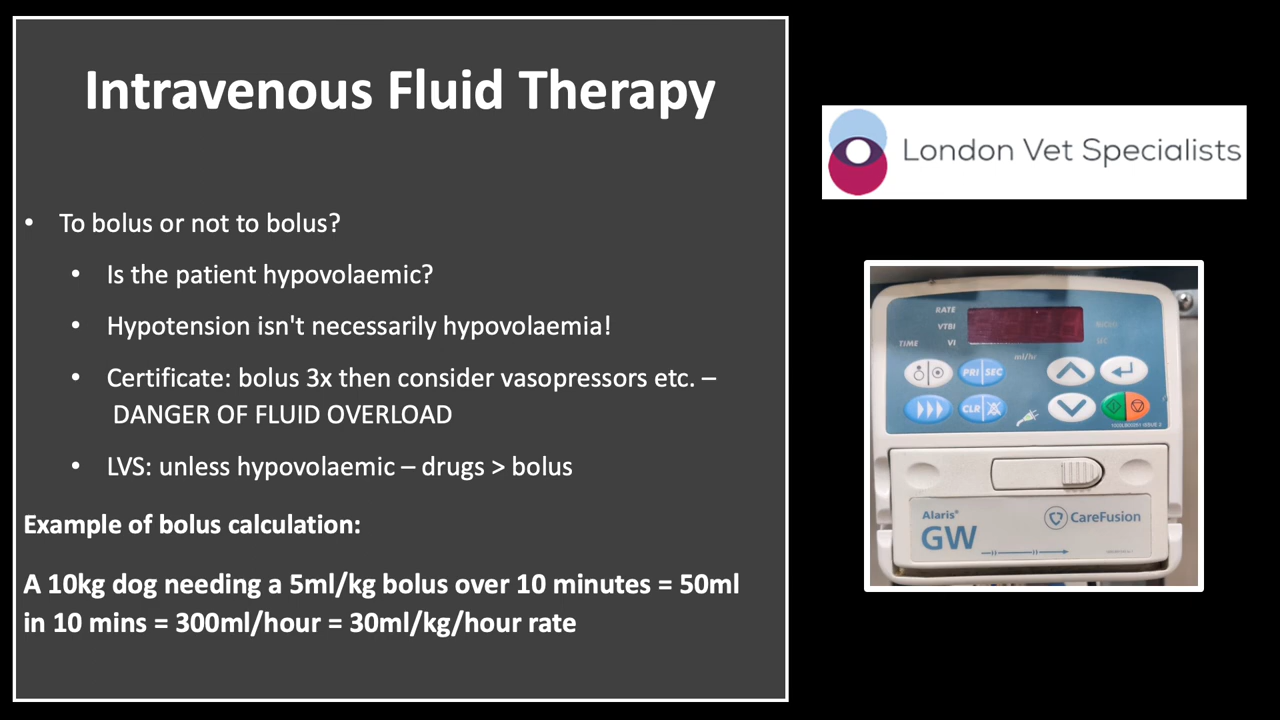 Intravenous Fluid Therapy
• To bolus or not to bolus?
• Is the patient hypovolaemic?
• Hypotension isn't necessarily hypovolaemia!
• Certificate: bolus 3x then consider vasopressors etc. –
DANGER OF FLUID OVERLOAD
• LVS: unless hypovolaemic – drugs > bolus
Example of bolus calculation:
A 10kg dog needing a 5ml/kg bolus over 10 minutes = 50ml
in 10 mins = 300ml/hour = 30ml/kg/hour rate
London Vet Specialists
RATE
VTBI
TIME VI
ml/hr
PRI SEC
CLR
Alaris®
GW
CareFusion